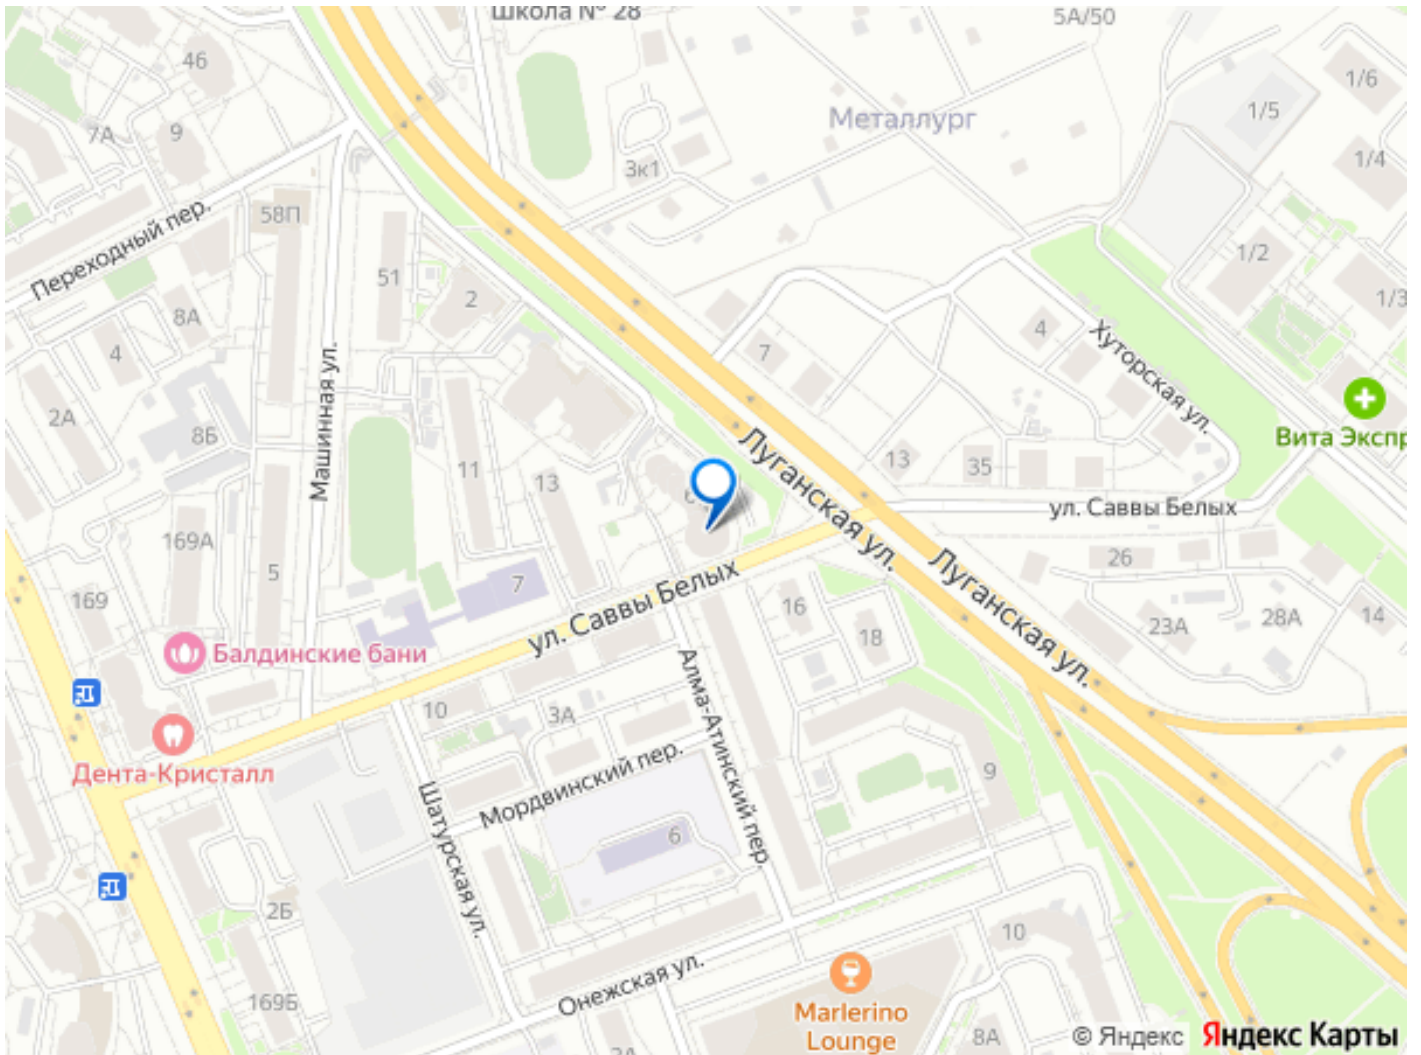 Школа № 28
5А/50
46
1/6
1/5
Металлург
7А
9
1/4
3к1
58П
Переходный пер.
1/2
51
2
1/3
8А
4
7
4
Хуторская ул.
Машинная ул.
2А
8Б
Вита Экспр
Луганская ул.
11
13
13
35
ул. Саввы Белых
169А
5
7
26
Луганская ул.
ул. Саввы Белых
169
16
18
23А
28А
14
Балдинские бани
10
3А
Алма-Атинский пер.
Дента-Кристалл
Мордвинский пер.
9
Шатурская ул.
6
2Б
10
169Б
Онежская ул.
Marlerino
Lounge
8А
© Яндекс Яндекс Карты